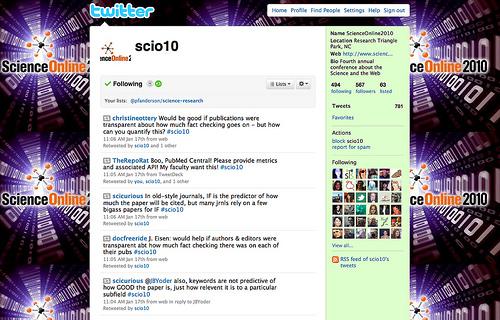 twitter
Home Profile Find People Settings Help Sign out
scio10
Following
Lists
Your lists: @pfanderson/science-research
christineottery Would be good if publications were
transparent about how much fact checking goes on – but how
can you quantify this? #scio10
11:08 AM Jan 17th from web
Retweeted by scio10 and 1 other
TheRepoRat Boo, PubMed Central! Please provide metrics
and associated API! My faculty want this! #scio10
11:05 AM Jan 17th from TweetDeck
Retweeted by you, scio10, and 1 other
scicurious In old-style journals, IF is the predictor of how
much the paper will be cited, but many jrnls rely on a few
bigass papers for IF #scio10
11:06 AM Jan 17th from web
Retweeted by scio10
docfreeride J. Eisen: would help if authors & editors were
transparent abt how much fact checking there was on each of
their pubs #scio10
11:05 AM Jan 17th from web
Retweeted by scio10
scicurious @JBYoder also, keywords are not predictive of
how GOOD the paper is, just how relevent it is to a particular
subfield #scio10
11:04 AM Jan 17th from web in reply to JBYoder
Retweeted by scio10
Name ScienceOnline2010
Location Research Triangle
Park, NC
Web http://www.scienc...
Bio Fourth annual
conference about the
Science and the Web
494 567 63
following followers listed
Tweets 781
Favorites
Actions
block scio10
report for spam
Following
View all...
RSS feed of scio10's
tweets
ScienceOnline2010
ScienceOnline2010
ScienceOnline2010
ScienceOnline 2010
ScienceOnline 2010